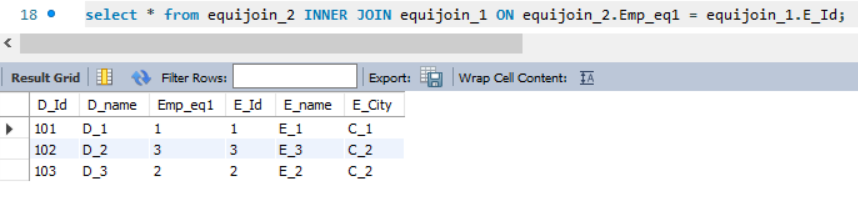 18 select * from equijoin_2 INNER JOIN equijoin_1 ON equijoin_2.Emp_eq1 = equijoin_1.E_Id;
Result Grid Filter Rows: Export: Wrap Cell Content:
D_Id D_name Emp_eq1 E_Id E_name E_City
101 D_1 1 1 E_1 C_1
102 D_2 3 3 E_3 C_2
103 D_3 2 2 E_2 C_2